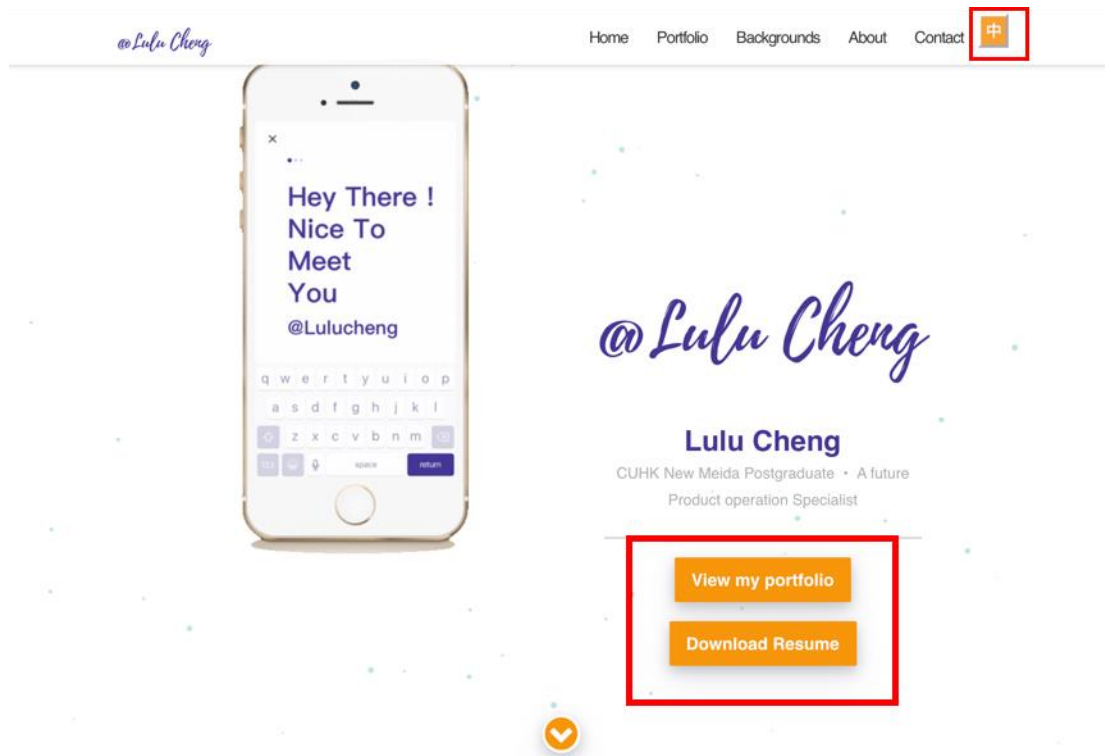 @Lulu Cheng
Home Portfolio Backgrounds About Contact 中
Hey There !
Nice To
Meet
You
@Lulucheng
q w e r t y u i o p
a s d f g h j k l
z x c v b n m
123 space return
@Lulu Cheng
Lulu Cheng
CUHK New Meida Postgraduate • A future
Product operation Specialist
View my portfolio
Download Resume